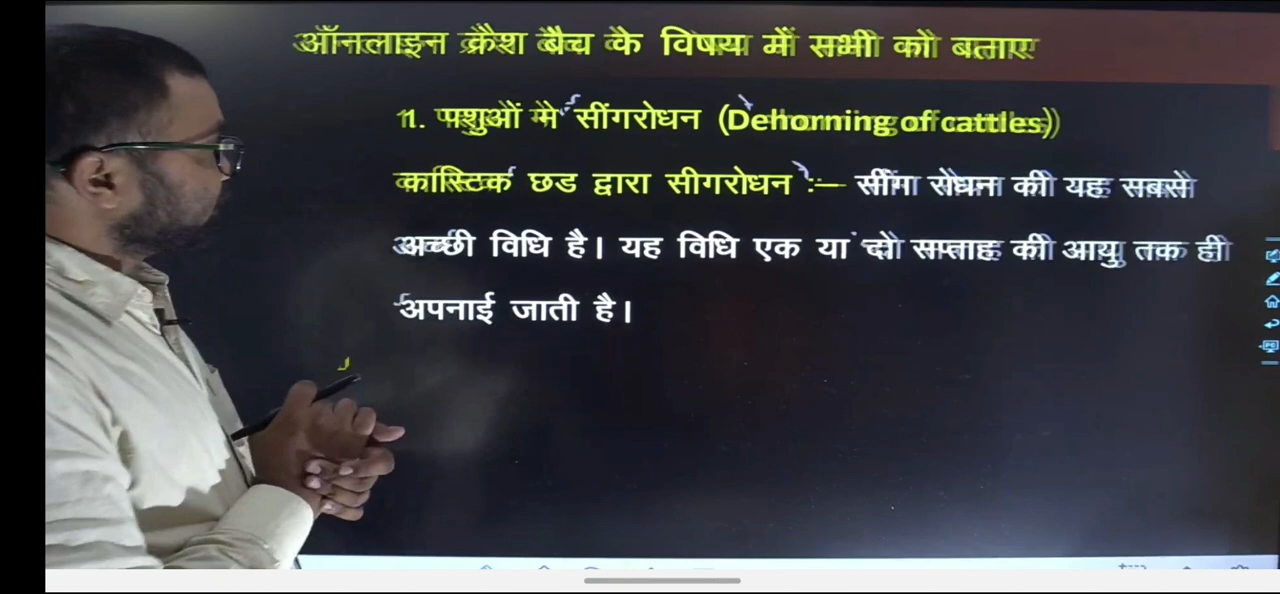 ऑनलाइन क्रैश बैच के विषय में सभी को बताए
1. पशुओं मे सींगरोधन (Dehorning of cattles)
कास्टिक छड द्वारा सीगरोधन :– सींग रोधन की यह सबसे
अच्छी विधि है। यह विधि एक या दो सप्ताह की आयु तक ही
अपनाई जाती है।